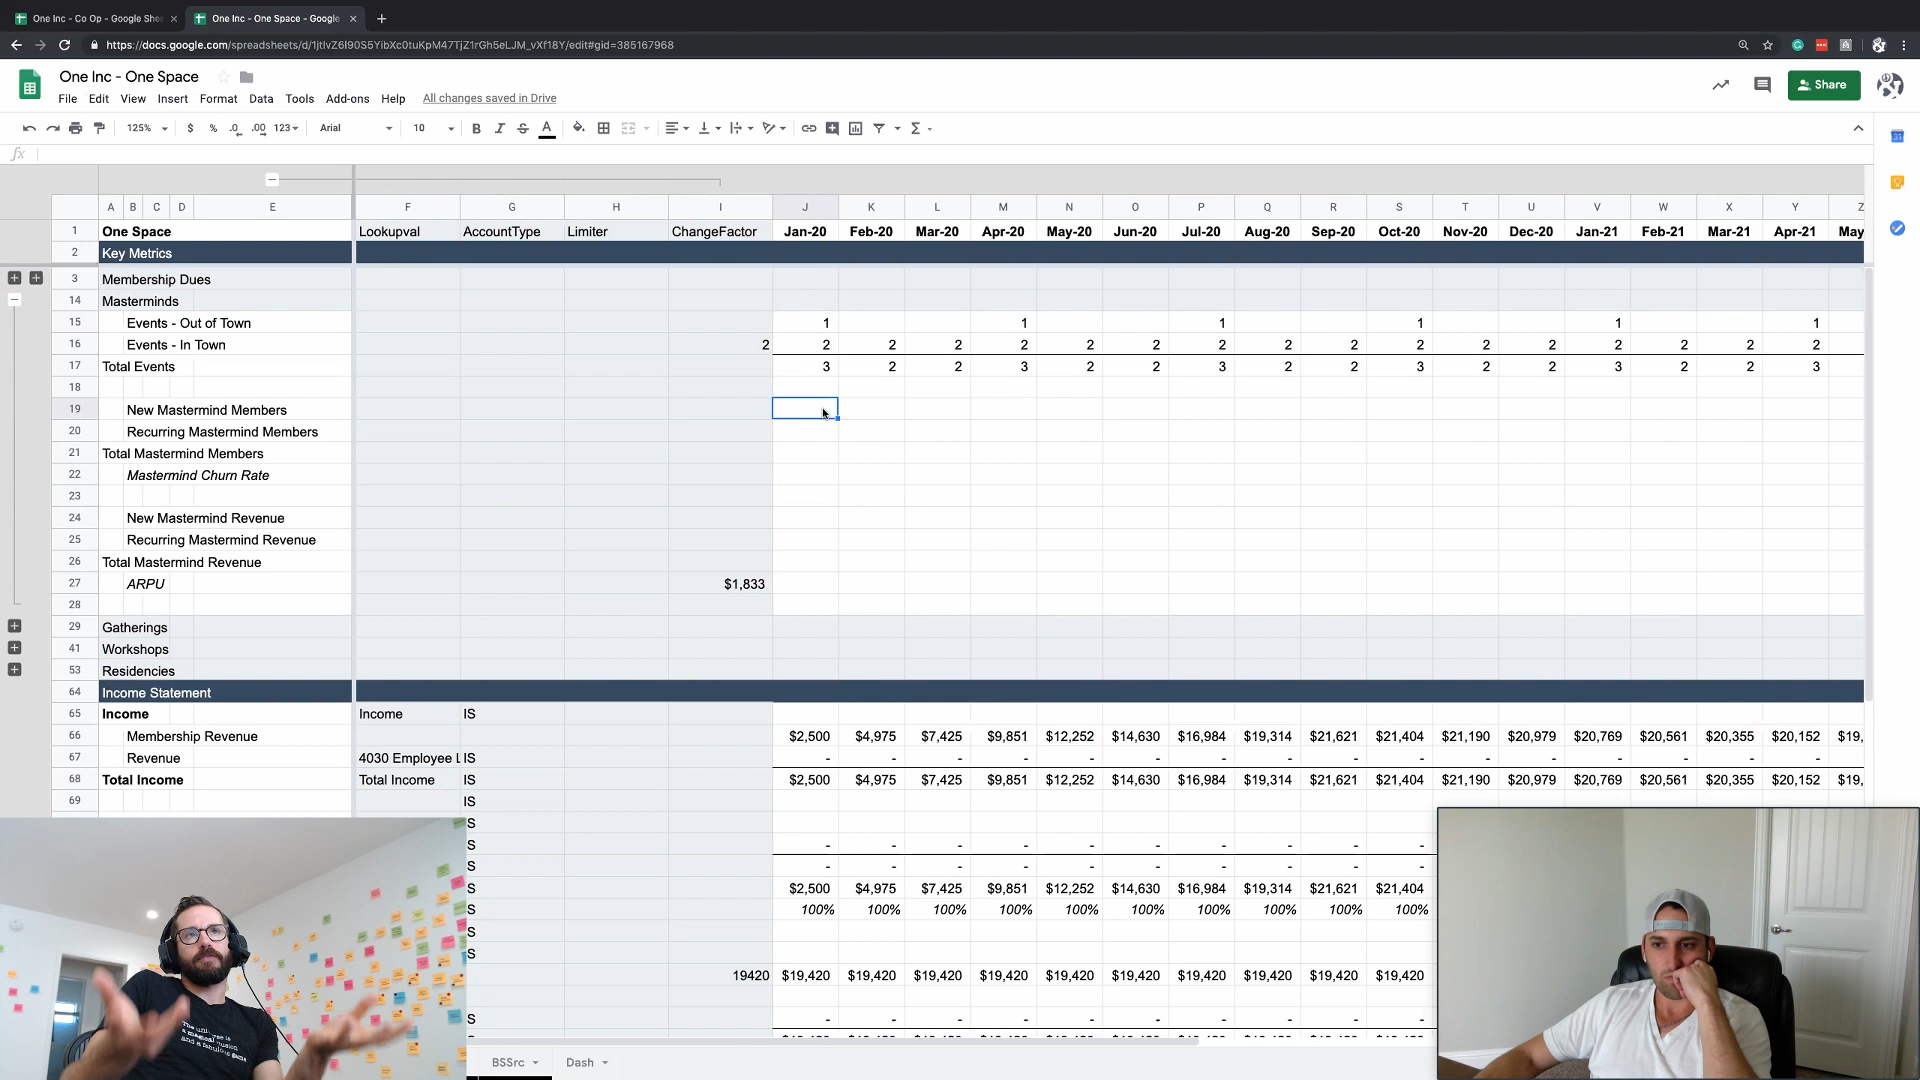 One Inc - Co Op - Google She
One Inc - One Space - Google
https://docs.google.com/spreadsheets/d/1jtIvZ6I90S5YibXc0tuKpM47TjZ1rGh5eLJM_vXf18Y/edit#gid=385167968
One Inc - One Space
File Edit View Insert Format Data Tools Add-ons Help All changes saved in Drive
Share
125% $ % .0 .00 123 Arial 10 B I S A
fx
A B C D E F G H I J K L M N O P Q R S T U V W X Y Z
1 One Space Lookupval AccountType Limiter ChangeFactor Jan-20 Feb-20 Mar-20 Apr-20 May-20 Jun-20 Jul-20 Aug-20 Sep-20 Oct-20 Nov-20 Dec-20 Jan-21 Feb-21 Mar-21 Apr-21 May
2 Key Metrics
3 Membership Dues
14 Masterminds
15 Events - Out of Town 1 1 1 1 1 1
16 Events - In Town 2 2 2 2 2 2 2 2 2 2 2 2 2 2 2 2 2
17 Total Events 3 2 2 3 2 2 3 2 2 3 2 2 3 2 2 3
18
19 New Mastermind Members
20 Recurring Mastermind Members
21 Total Mastermind Members
22 Mastermind Churn Rate
23
24 New Mastermind Revenue
25 Recurring Mastermind Revenue
26 Total Mastermind Revenue
27 ARPU $1,833
28
29 Gatherings
41 Workshops
53 Residencies
64 Income Statement
65 Income Income IS
66 Membership Revenue $2,500 $4,975 $7,425 $9,851 $12,252 $14,630 $16,984 $19,314 $21,621 $21,404 $21,190 $20,979 $20,769 $20,561 $20,355 $20,152 $19,
67 Revenue 4030 Employee L IS - - - - - - - - - - - - - - - -
68 Total Income Total Income IS $2,500 $4,975 $7,425 $9,851 $12,252 $14,630 $16,984 $19,314 $21,621 $21,404 $21,190 $20,979 $20,769 $20,561 $20,355 $20,152 $19,
69 IS
S
S - - - - - - - - - -
S - - - - - - - - - -
S $2,500 $4,975 $7,425 $9,851 $12,252 $14,630 $16,984 $19,314 $21,621 $21,404
S 100% 100% 100% 100% 100% 100% 100% 100% 100% 100%
S
S
19420 $19,420 $19,420 $19,420 $19,420 $19,420 $19,420 $19,420 $19,420 $19,420 $19,420
S - - - - - - - - - -
BSSrc Dash
The universe is
a magical illusion
and a fabulous game